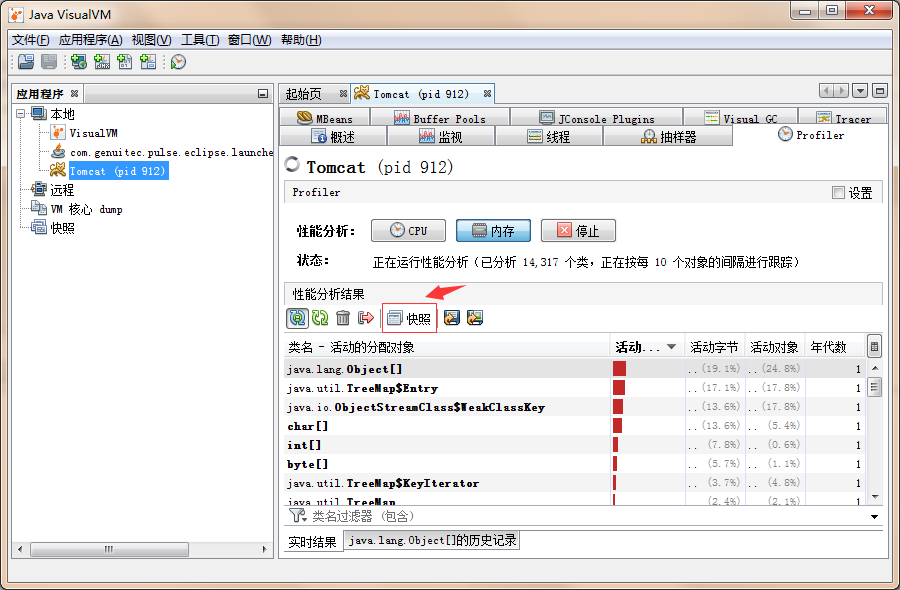 Java VisualVM
文件(F) 应用程序(A) 视图(V) 工具(T) 窗口(W) 帮助(H)
应用程序
本地
VisualVM
com.genuitec.pulse.eclipse.launche
Tomcat (pid 912)
远程
VM 核心 dump
快照
起始页 Tomcat (pid 912)
MBeans Buffer Pools JConsole Plugins Visual GC Tracer
概述 监视 线程 抽样器 Profiler
Tomcat (pid 912)
Profiler 设置
性能分析: CPU 内存 停止
状态: 正在运行性能分析（已分析 14,317 个类，正在按每 10 个对象的间隔进行跟踪）
性能分析结果
快照
类名 - 活动的分配对象 活动... 活动字节 活动对象 年代数
java.lang.Object[] .. (19.1%) .. (24.8%) 1
java.util.TreeMap$Entry .. (17.1%) .. (17.8%) 1
java.io.ObjectStreamClass$WeakClassKey .. (13.6%) .. (17.8%) 1
char[] .. (13.6%) .. (5.4%) 1
int[] .. (7.8%) .. (0.6%) 1
byte[] .. (5.7%) .. (1.1%) 1
java.util.TreeMap$KeyIterator .. (3.7%) .. (4.8%) 1
java.util.TreeMap .. (2.4%) .. (2.1%) 1
类名过滤器 （包含）
实时结果 java.lang.Object[]的历史记录